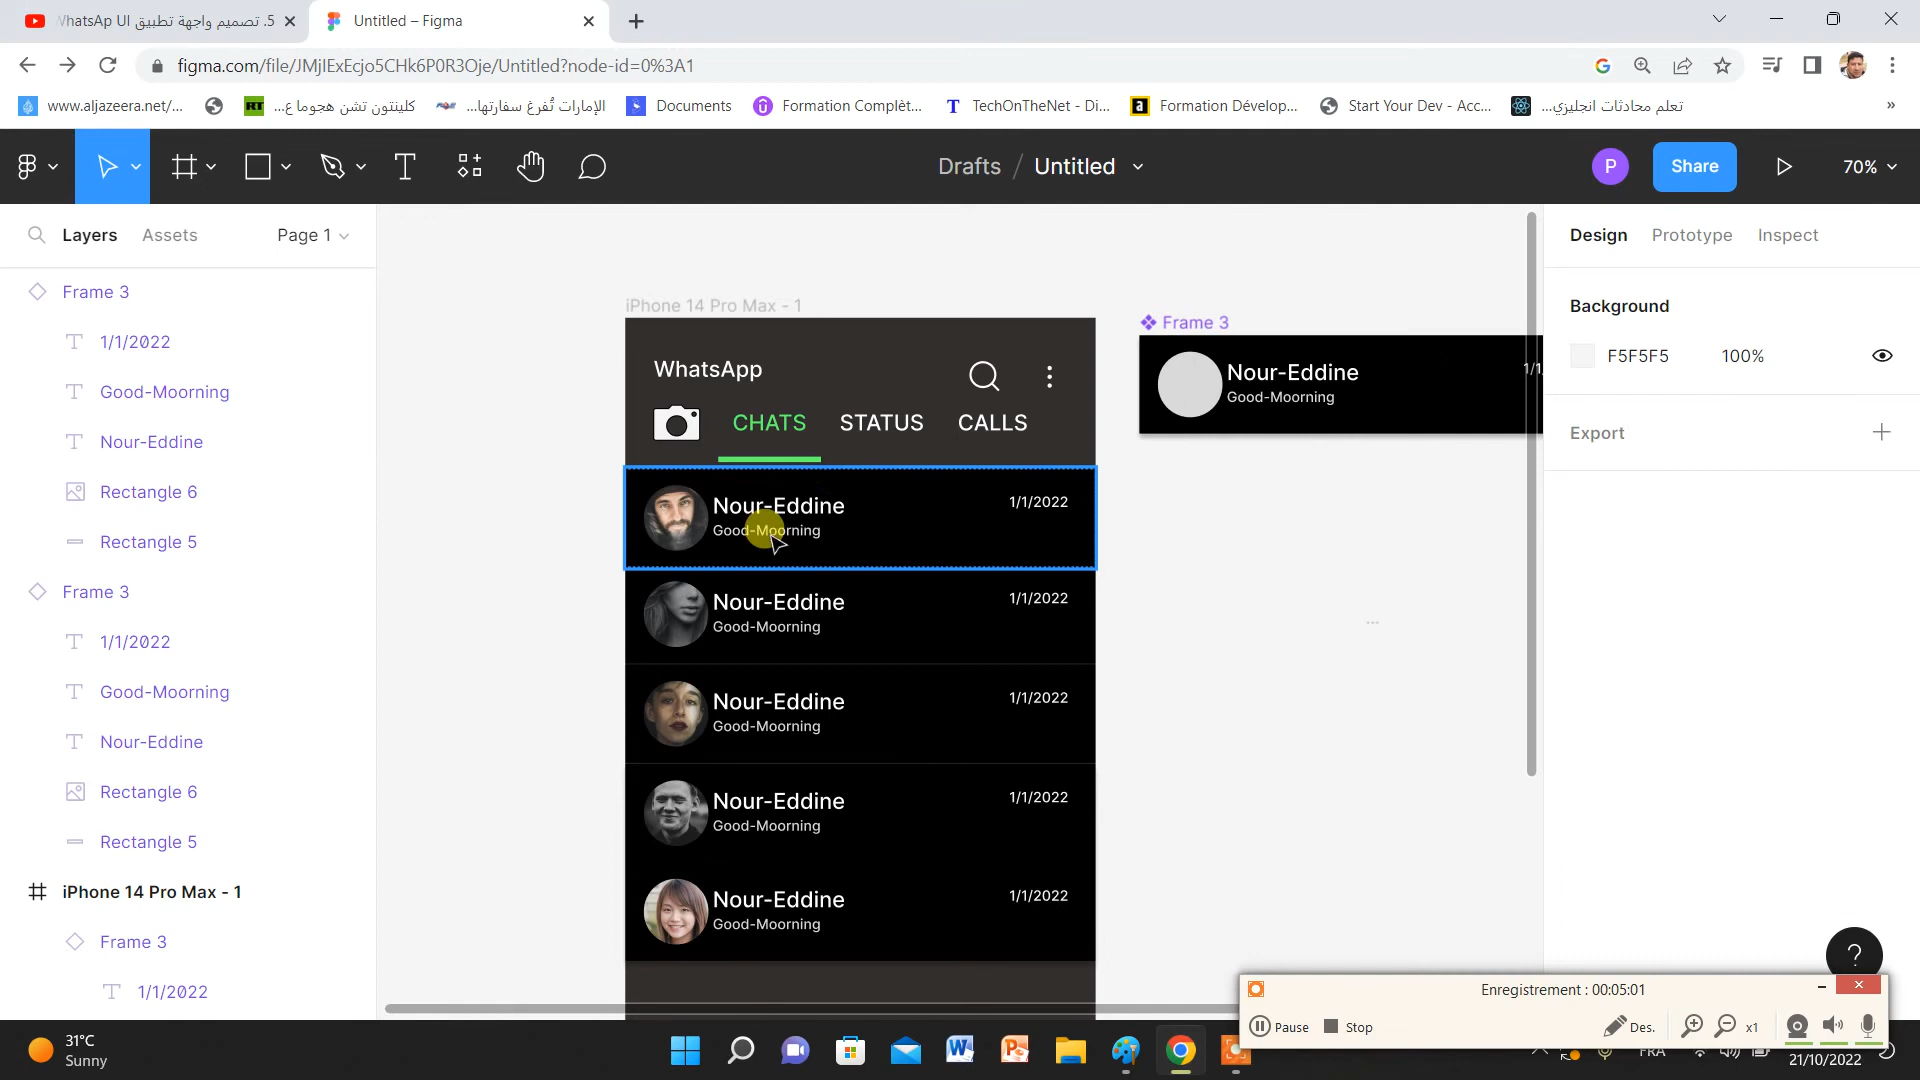 WhatsAp UI تصميم واجهة تطبيق .5
Untitled – Figma
figma.com/file/JMjIExEcjo5CHk6P0R3Oje/Untitled?node-id=0%3A1
www.aljazeera.net/...
كلينتون تشن هجوما ع...
الإمارات تُفرغ سفارتها...
Documents
Formation Complèt...
TechOnTheNet - Di...
Formation Dévelop...
Start Your Dev - Acc...
تعلم محادثات انجليزي...
»
Drafts / Untitled
P
Share
70%
Layers
Assets
Page 1
Frame 3
1/1/2022
Good-Moorning
Nour-Eddine
Rectangle 6
Rectangle 5
Frame 3
1/1/2022
Good-Moorning
Nour-Eddine
Rectangle 6
Rectangle 5
iPhone 14 Pro Max - 1
Frame 3
1/1/2022
iPhone 14 Pro Max - 1
WhatsApp
CHATS
STATUS
CALLS
Nour-Eddine
1/1/2022
Good-Moorning
Nour-Eddine
1/1/2022
Good-Moorning
Nour-Eddine
1/1/2022
Good-Moorning
Nour-Eddine
1/1/2022
Good-Moorning
Nour-Eddine
1/1/2022
Good-Moorning
Frame 3
Nour-Eddine
1/1
Good-Moorning
Design
Prototype
Inspect
Background
F5F5F5
100%
Export
?
Enregistrement : 00:05:01
Pause
Stop
Des.
x1
31°C
Sunny
FRA
21/10/2022